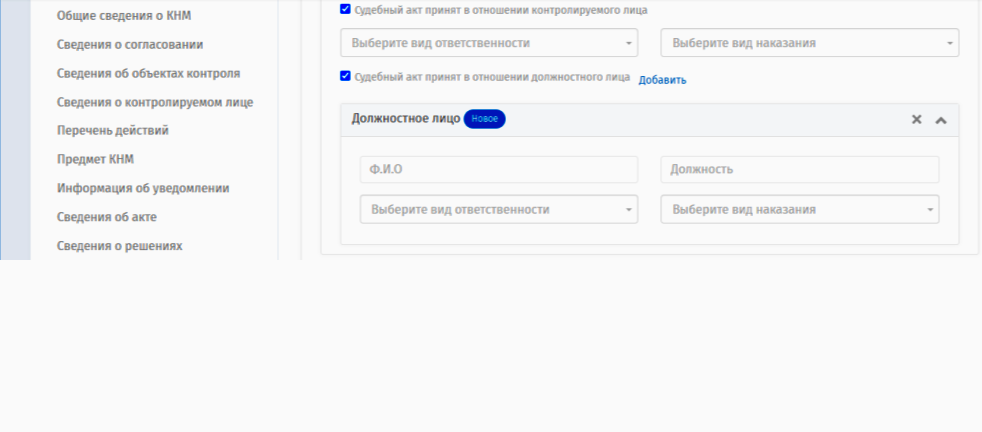 Общие сведения о КНМ
Сведения о согласовании
Сведения об объектах контроля
Сведения о контролируемом лице
Перечень действий
Предмет КНМ
Информация об уведомлении
Сведения об акте
Сведения о решениях
Судебный акт принят в отношении контролируемого лица
Выберите вид ответственности
Выберите вид наказания
Судебный акт принят в отношении должностного лица Добавить
Должностное лицо Новое
Ф.И.О
Должность
Выберите вид ответственности
Выберите вид наказания